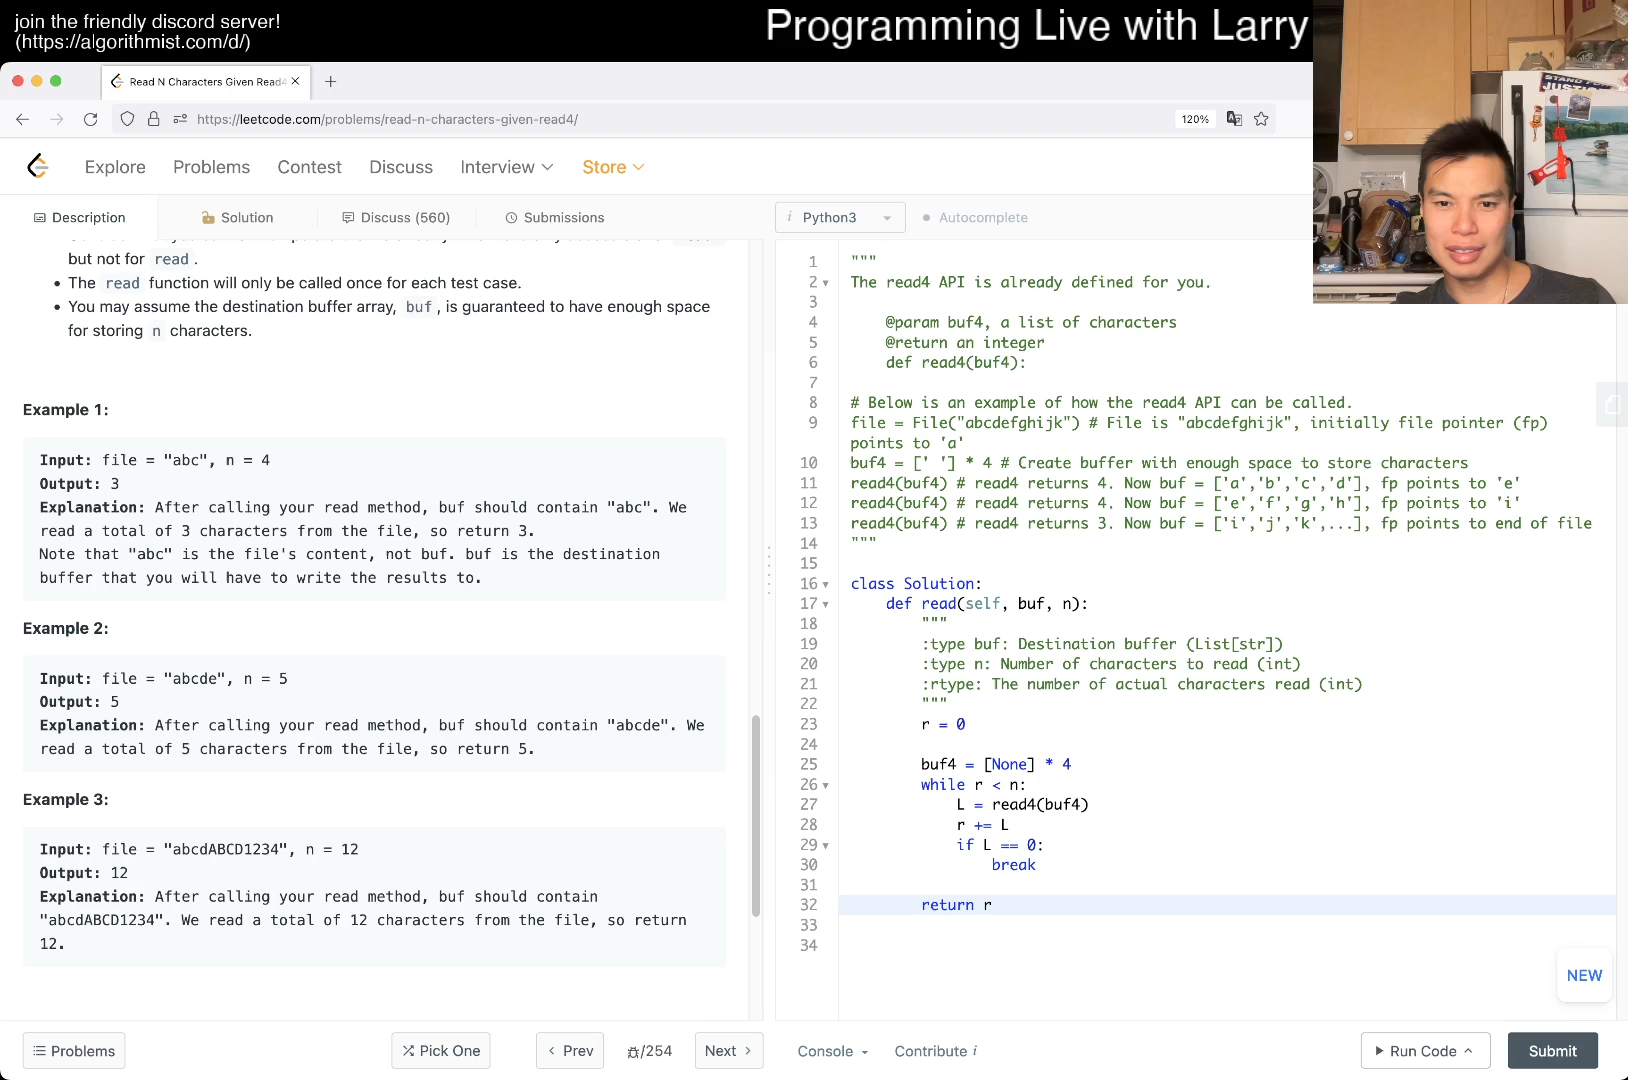 join the friendly discord server!
(https://algorithmist.com/d/)
Programming Live with Larry
Read N Characters Given Read4
https://leetcode.com/problems/read-n-characters-given-read4/
120%
Explore
Problems
Contest
Discuss
Interview
Store
Description
Solution
Discuss (560)
Submissions
i Python3
Autocomplete
but not for read.
The read function will only be called once for each test case.
You may assume the destination buffer array, buf, is guaranteed to have enough space
for storing n characters.
Example 1:
Input: file = "abc", n = 4
Output: 3
Explanation: After calling your read method, buf should contain "abc". We
read a total of 3 characters from the file, so return 3.
Note that "abc" is the file's content, not buf. buf is the destination
buffer that you will have to write the results to.
Example 2:
Input: file = "abcde", n = 5
Output: 5
Explanation: After calling your read method, buf should contain "abcde". We
read a total of 5 characters from the file, so return 5.
Example 3:
Input: file = "abcdABCD1234", n = 12
Output: 12
Explanation: After calling your read method, buf should contain
"abcdABCD1234". We read a total of 12 characters from the file, so return
12.
1 """
2 The read4 API is already defined for you.
3
4 @param buf4, a list of characters
5 @return an integer
6 def read4(buf4):
7
8 # Below is an example of how the read4 API can be called.
9 file = File("abcdefghijk") # File is "abcdefghijk", initially file pointer (fp)
points to 'a'
10 buf4 = [' '] * 4 # Create buffer with enough space to store characters
11 read4(buf4) # read4 returns 4. Now buf = ['a','b','c','d'], fp points to 'e'
12 read4(buf4) # read4 returns 4. Now buf = ['e','f','g','h'], fp points to 'i'
13 read4(buf4) # read4 returns 3. Now buf = ['i','j','k',...], fp points to end of file
14 """
15
16 class Solution:
17 def read(self, buf, n):
18 """
19 :type buf: Destination buffer (List[str])
20 :type n: Number of characters to read (int)
21 :rtype: The number of actual characters read (int)
22 """
23 r = 0
24
25 buf4 = [None] * 4
26 while r < n:
27 L = read4(buf4)
28 r += L
29 if L == 0:
30 break
31
32 return r
33
34
NEW
Problems
Pick One
Prev
/254
Next
Console
Contribute i
Run Code
Submit